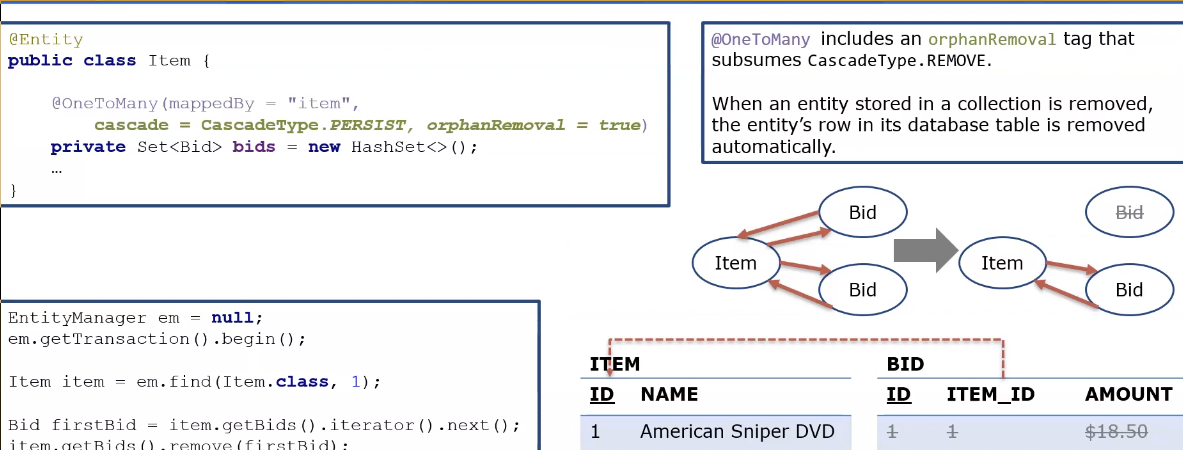 @Entity
public class Item {
@OneToMany(mappedBy = "item",
cascade = CascadeType.PERSIST, orphanRemoval = true)
private Set<Bid> bids = new HashSet<>();
…
}
@OneToMany includes an orphanRemoval tag that
subsumes CascadeType.REMOVE.
When an entity stored in a collection is removed,
the entity's row in its database table is removed
automatically.
Bid
Bid
Item
Item
Bid
Bid
EntityManager em = null;
em.getTransaction().begin();
Item item = em.find(Item.class, 1);
Bid firstBid = item.getBids().iterator().next();
item.getBids().remove(firstBid);
ITEM
ID NAME
1 American Sniper DVD
BID
ID ITEM_ID AMOUNT
1 1 $18.50